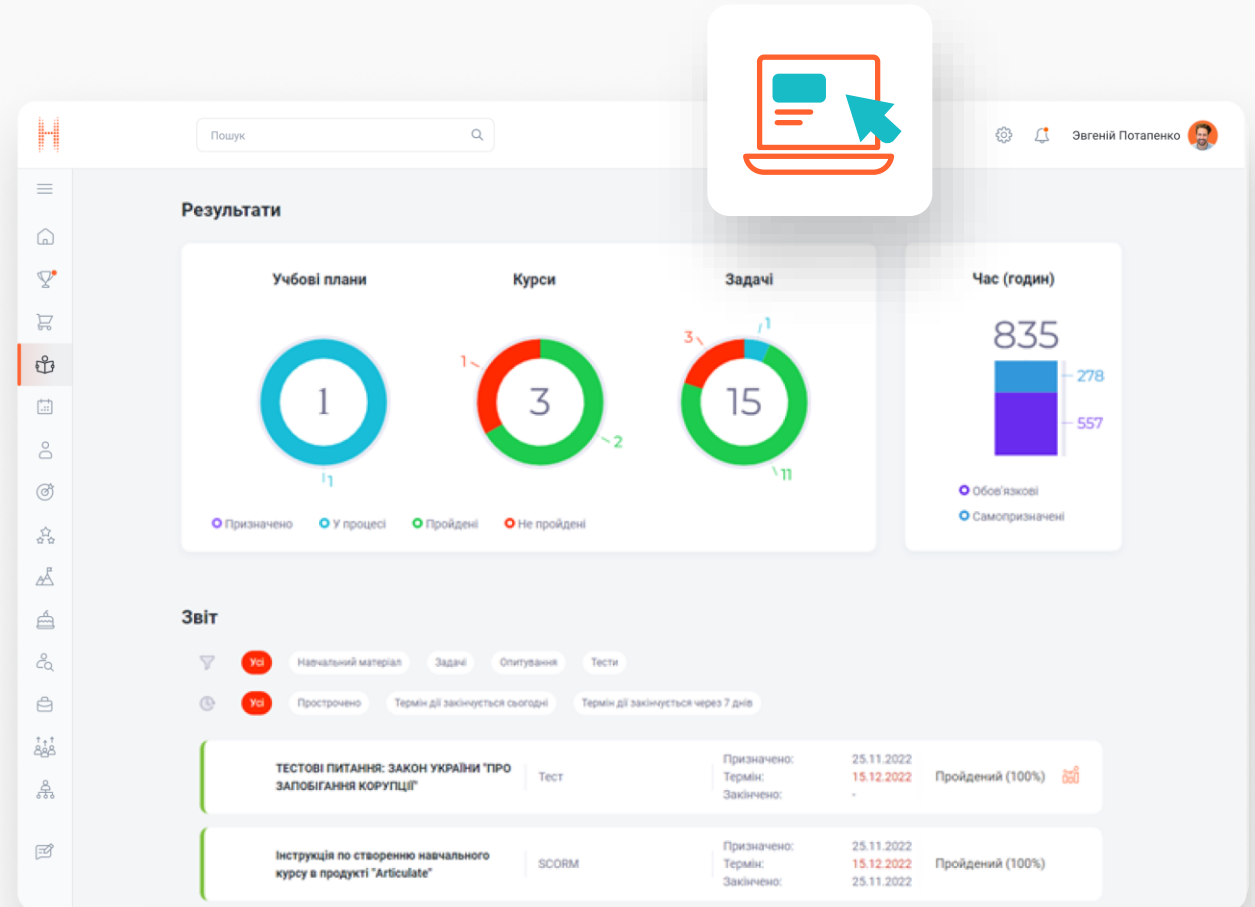 Пошук
Эвгеній Потапенко
Результати
Учбові плани
Курси
Задачі
Час (годин)
1
1
3
1
2
15
3
1
11
835
278
557
Призначено
У процесі
Пройдені
Не пройдені
Обов'язкові
Самопризначені
Звіт
Усі
Навчальний матеріал
Задачі
Опитування
Тести
Усі
Прострочено
Термін дії закінчується сьогодні
Термін дії закінчується через 7 днів
ТЕСТОВІ ПИТАННЯ: ЗАКОН УКРАЇНИ "ПРО
ЗАПОБІГАННЯ КОРУПЦІЇ"
Тест
Призначено: 25.11.2022
Термін: 15.12.2022
Закінчено: -
Пройдений (100%)
Інструкція по створенню навчального
курсу в продукті "Articulate"
SCORM
Призначено: 25.11.2022
Термін: 15.12.2022
Закінчено: 25.11.2022
Пройдений (100%)